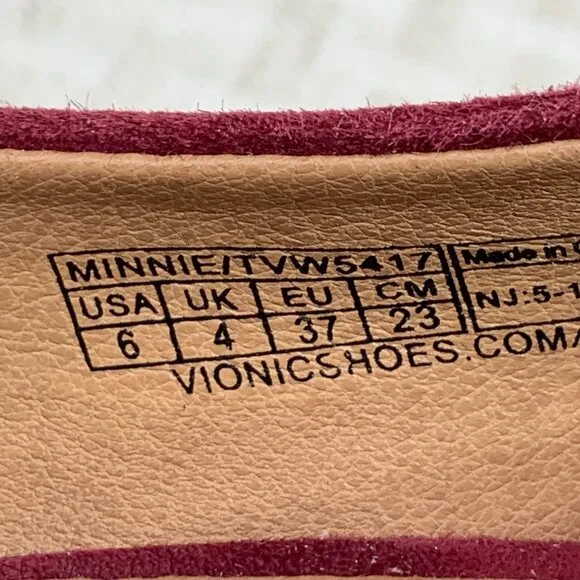 MINNIE/TVW5417
USA UK EU CM
6 4 37 23
Made in
NJ:5-1
VIONICSHOES.COM/